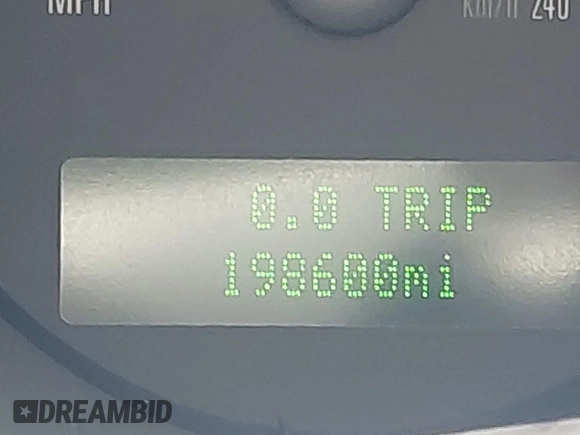 MPH
km/h 240
0.0 TRIP
198600mi
DREAMBID